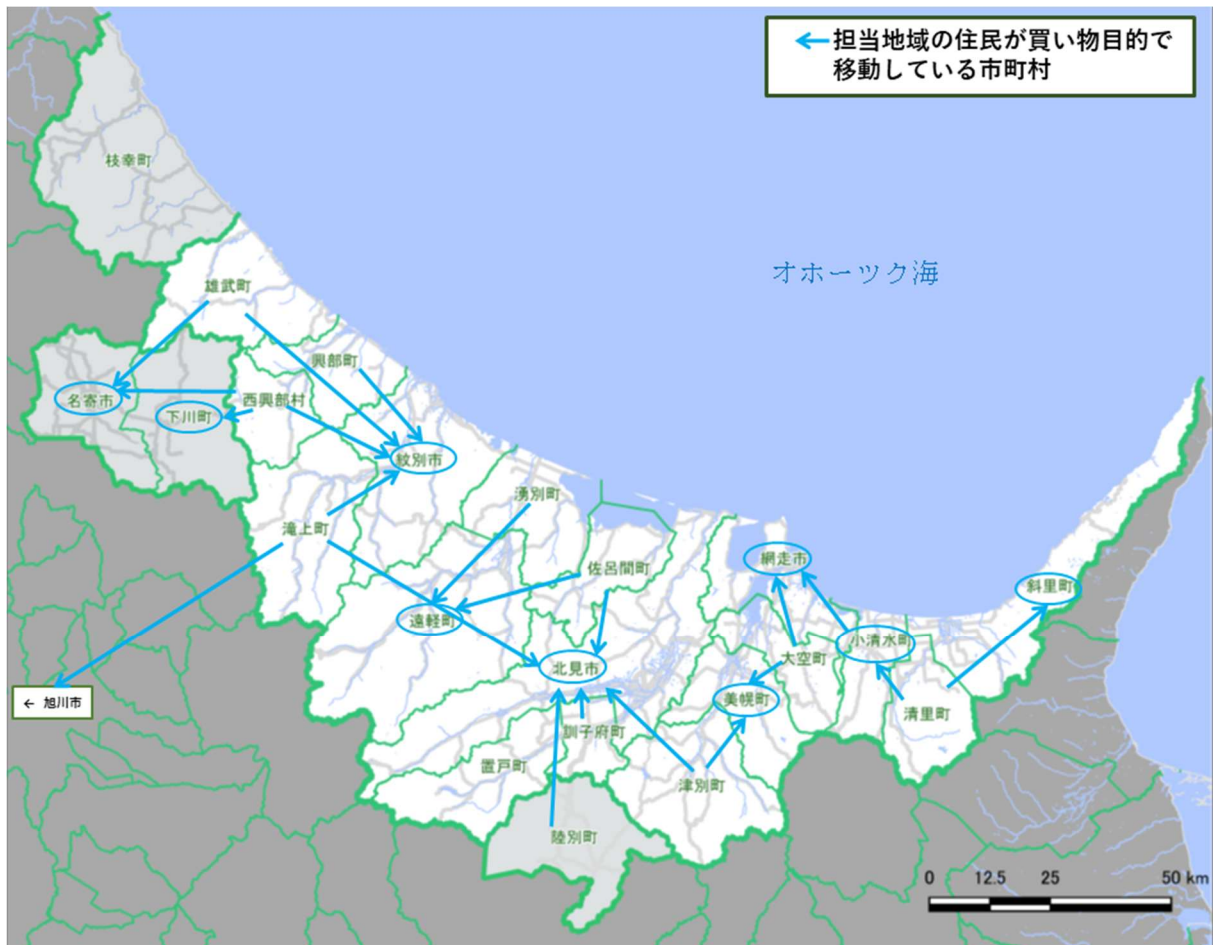 ←担当地域の住民が買い物目的で
移動している市町村
枝幸町
オホーツク海
雄武町
興部町
名寄市
西興部村
下川町
紋別市
湧別町
滝上町
佐呂間町
網走市
斜里町
遠軽町
小清水町
北見市
大空町
← 旭川市
美幌町
清里町
訓子府町
置戸町
津別町
陸別町
0 12.5 25 50 km